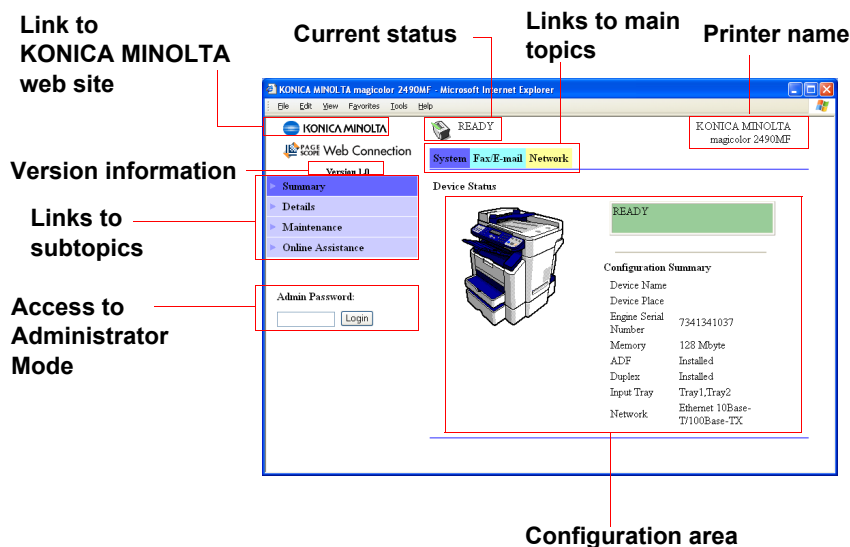 Link to
KONICA MINOLTA
web site
Current status
Links to main
topics
Printer name
KONICA MINOLTA magicolor 2490MF - Microsoft Internet Explorer
File Edit View Favorites Tools Help
KONICA MINOLTA
READY
KONICA MINOLTA
magicolor 2490MF
PAGE SCOPE Web Connection
System Fax/E-mail Network
Version information
Version 1.0
Links to
subtopics
Summary
Details
Maintenance
Online Assistance
Device Status
READY
Access to
Administrator
Mode
Admin Password:
Login
Configuration Summary
Device Name
Device Place
Engine Serial
Number 7341341037
Memory 128 Mbyte
ADF Installed
Duplex Installed
Input Tray Tray1,Tray2
Network Ethernet 10Base-
T/100Base-TX
Configuration area